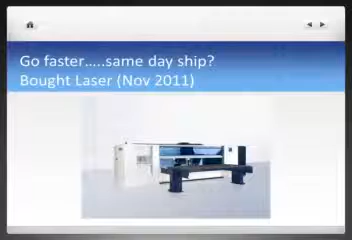 Go faster.....same day ship?
Bought Laser (Nov 2011)